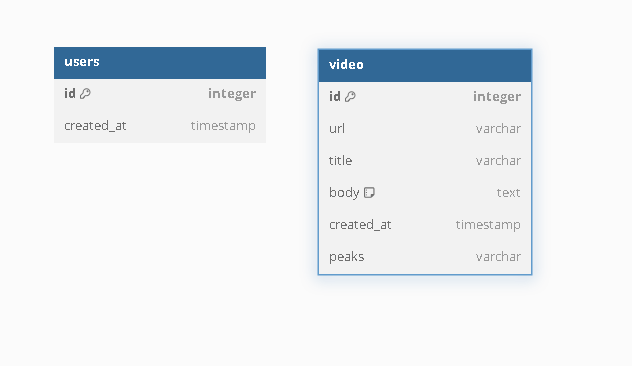 users
id integer
created_at timestamp
video
id integer
url varchar
title varchar
body text
created_at timestamp
peaks varchar